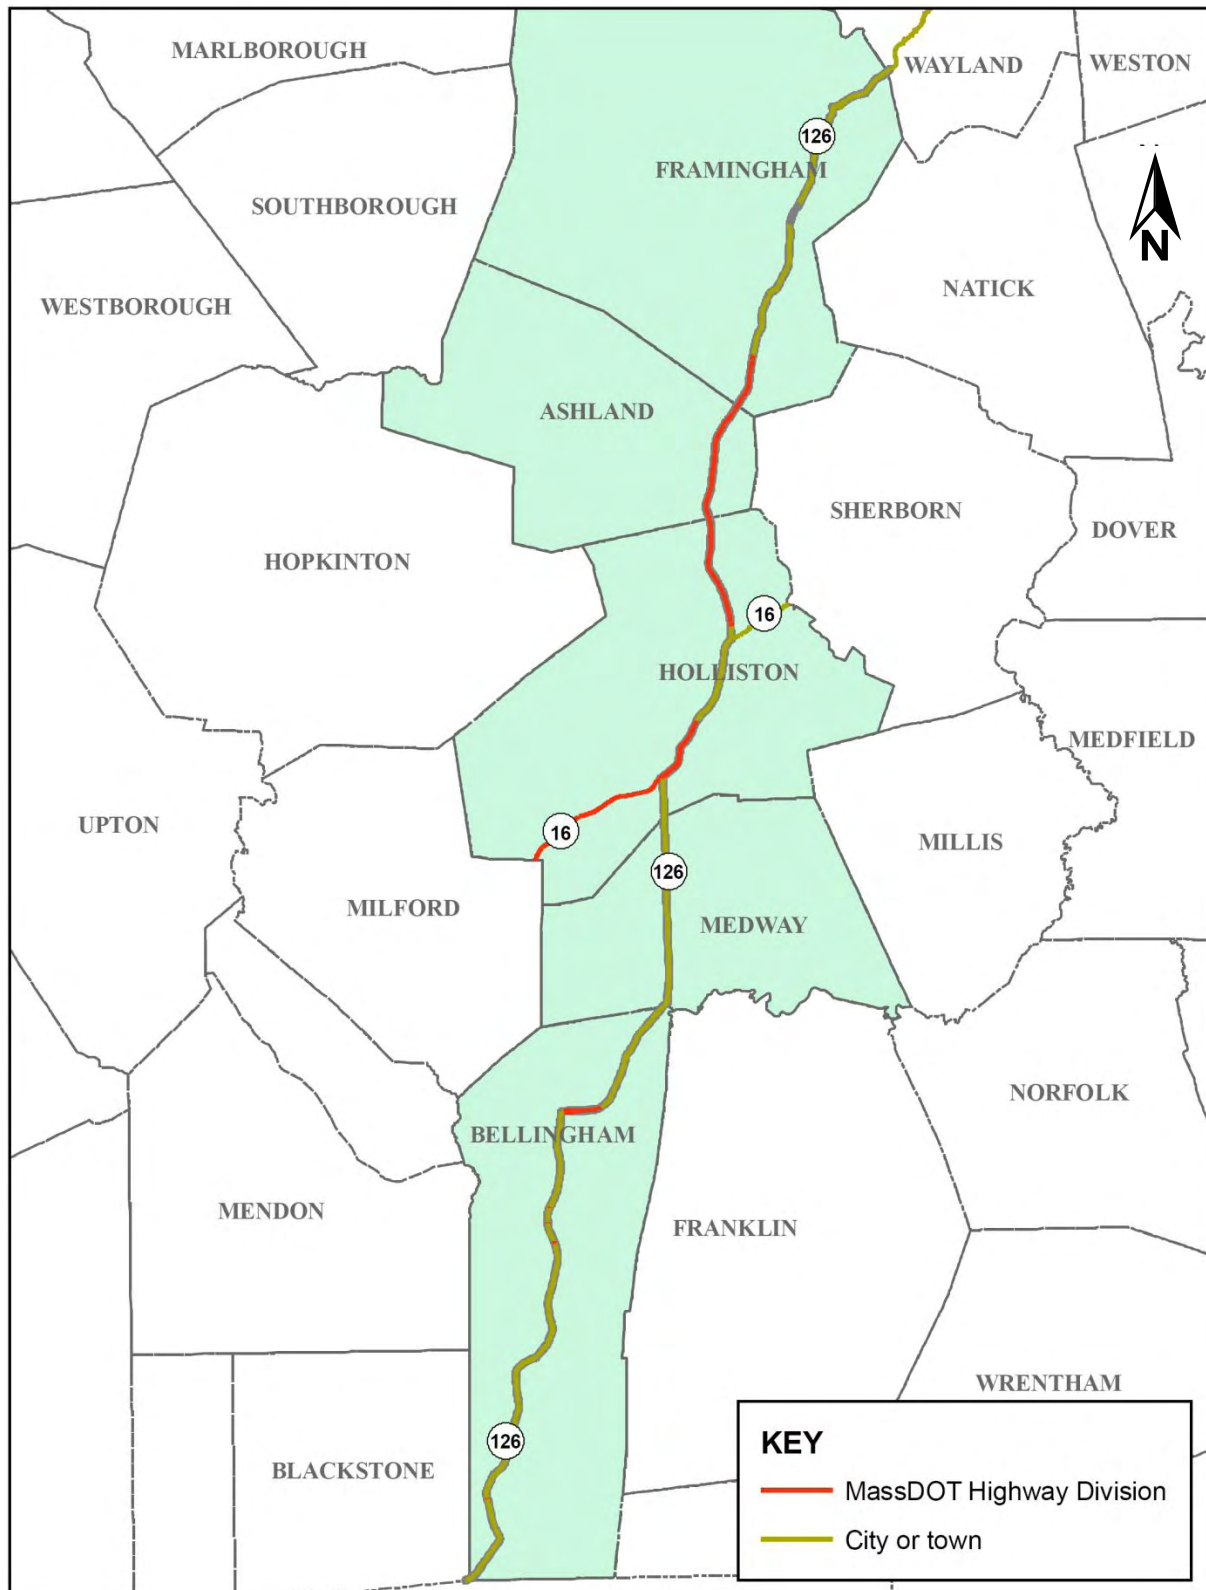 MARLBOROUGH
WAYLAND
WESTON
126
FRAMINGHAM
SOUTHBOROUGH
N
NATICK
WESTBOROUGH
ASHLAND
SHERBORN
DOVER
HOPKINTON
16
HOLLISTON
MEDFIELD
UPTON
16
MILLIS
126
MILFORD
MEDWAY
NORFOLK
BELLINGHAM
MENDON
FRANKLIN
WRENTHAM
126
BLACKSTONE
KEY
MassDOT Highway Division
City or town